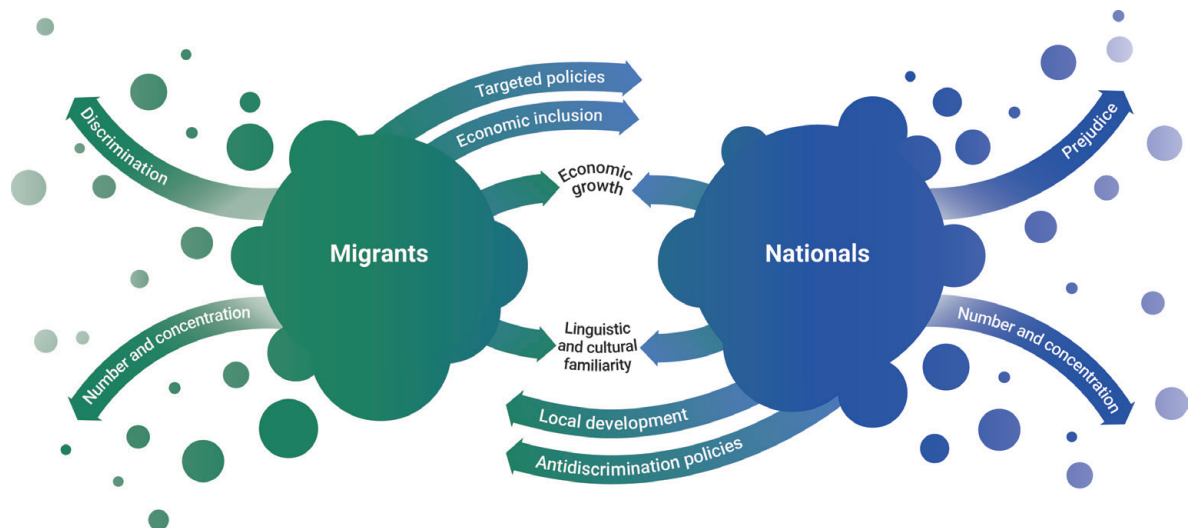 Targeted policies
Economic inclusion
Discrimination
Prejudice
Economic
growth
Migrants
Nationals
Number and concentration
Linguistic
and cultural
familiarity
Number and concentration
Local development
Antidiscrimination policies